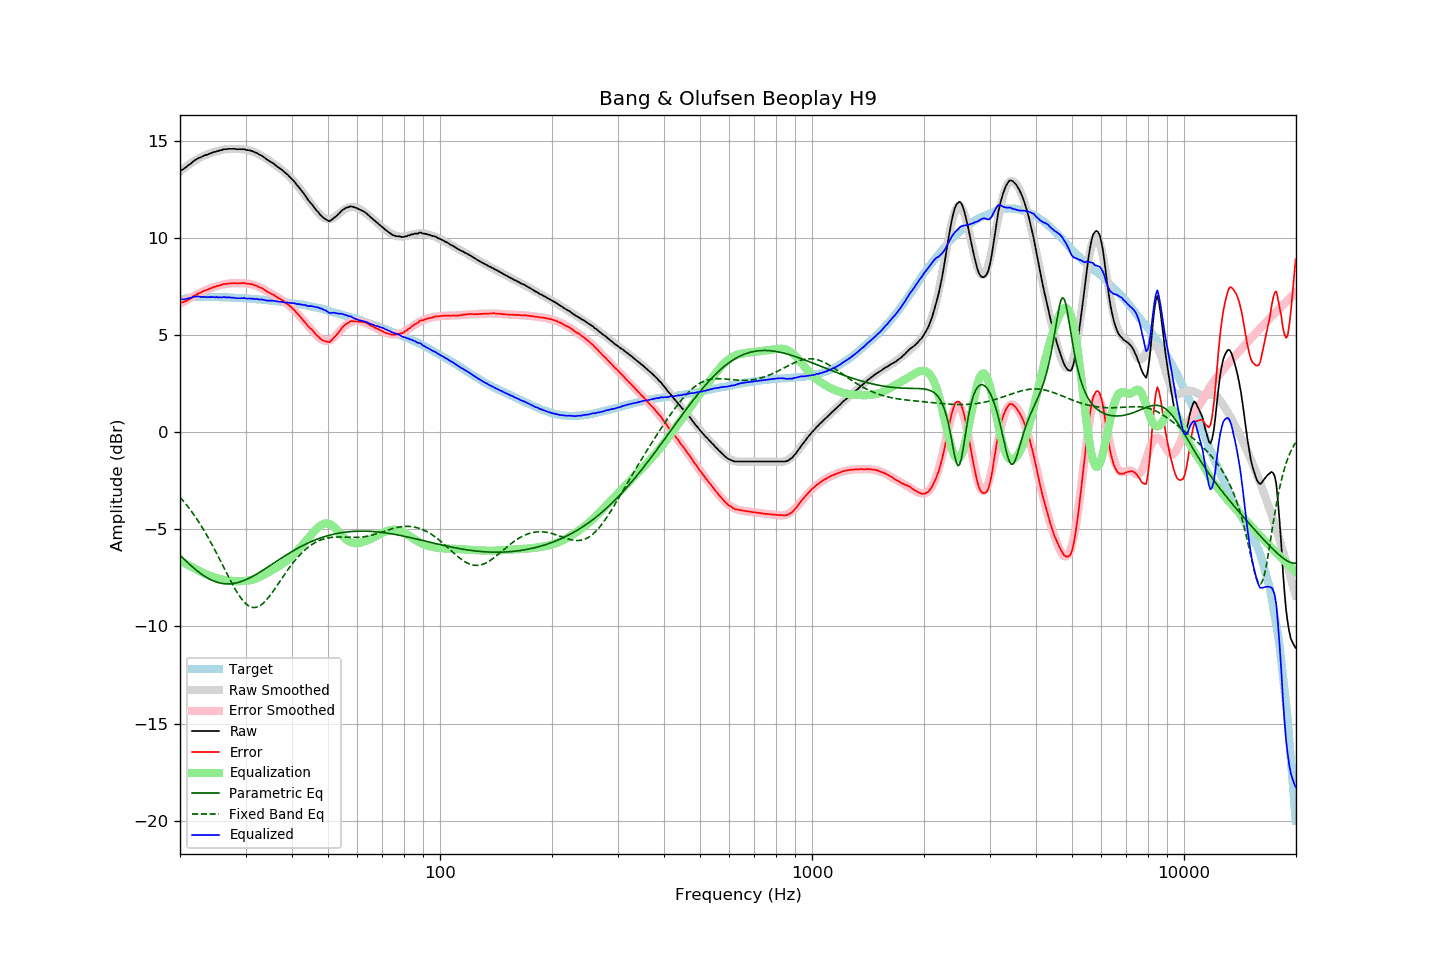 Bang & Olufsen Beoplay H9
15
10
5
0
−5
−10
−15
−20
Amplitude (dBr)
Target
Raw Smoothed
Error Smoothed
Raw
Error
Equalization
Parametric Eq
Fixed Band Eq
Equalized
100 1000 10000
Frequency (Hz)